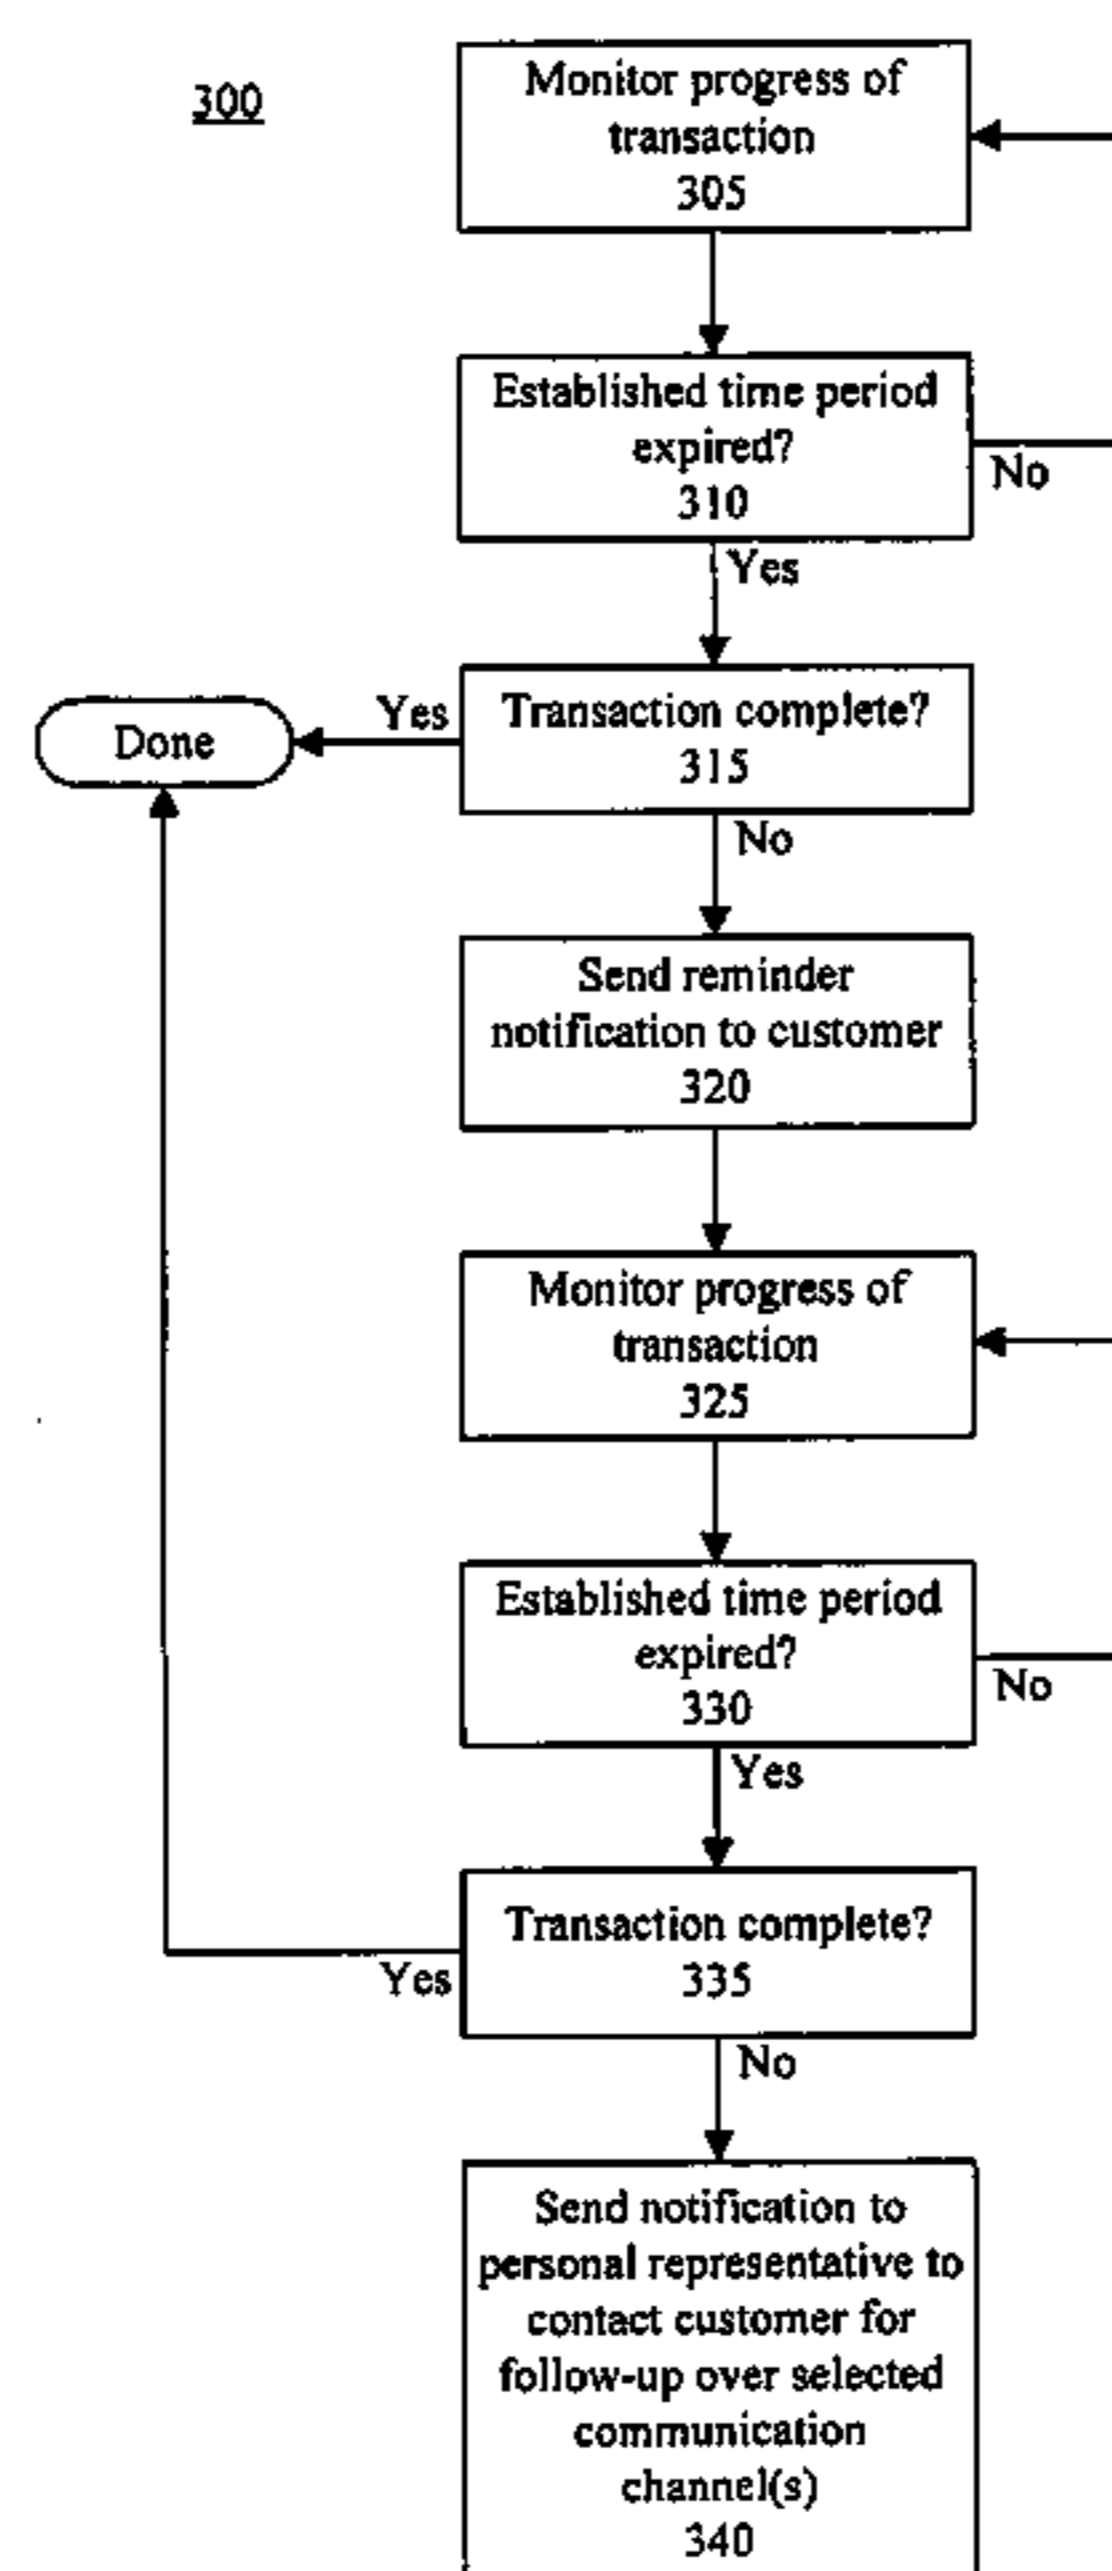 300
Monitor progress of
transaction
305
Established time period
expired?
310
No
Yes
Done
Yes
Transaction complete?
315
No
Send reminder
notification to customer
320
Monitor progress of
transaction
325
Established time period
expired?
330
No
Yes
Transaction complete?
335
Yes
No
Send notification to
personal representative to
contact customer for
follow-up over selected
communication
channel(s)
340